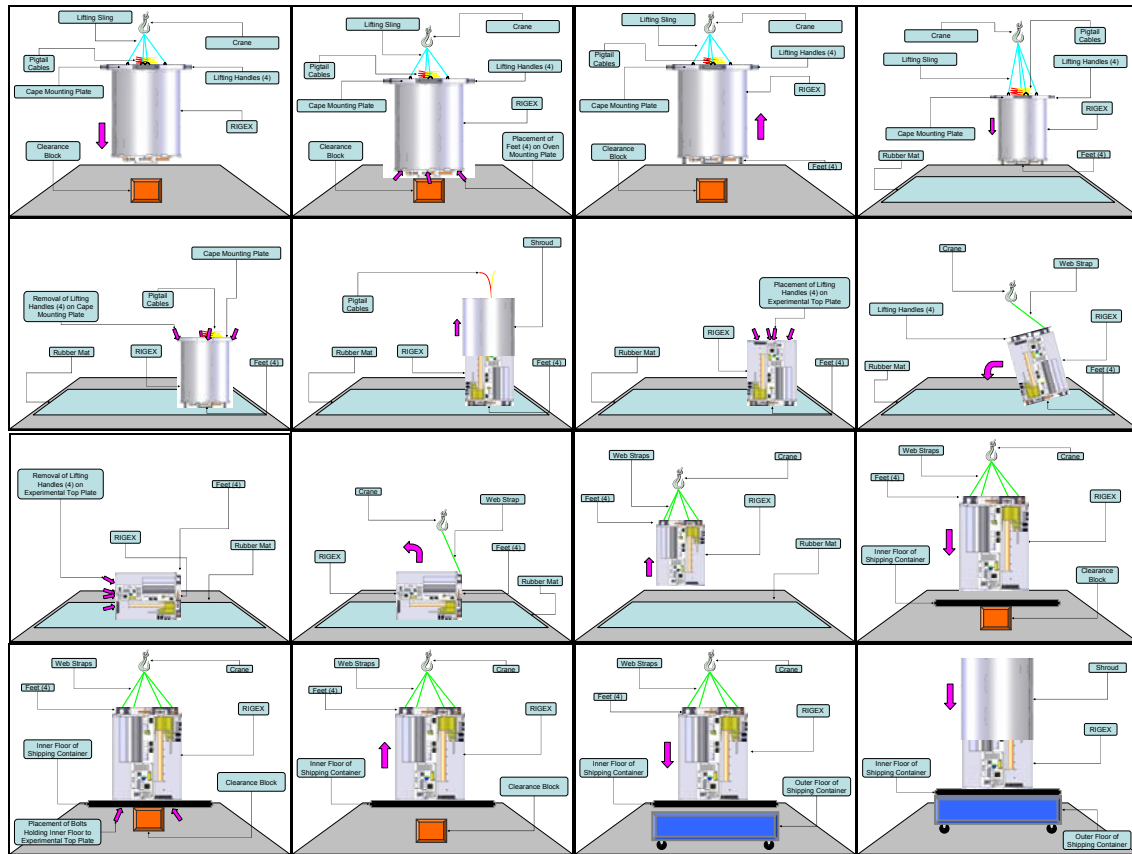 Lifting Sling
Crane
Pigtail
Cables
Lifting Handles (4)
Cape Mounting Plate
RIGEX
Clearance
Block
Lifting Sling
Crane
Lifting Handles (4)
Pigtail
Cables
Cape Mounting Plate
RIGEX
Clearance
Block
Placement of
Feet (4) on Oven
Mounting Plate
Lifting Sling
Crane
Lifting Handles (4)
Pigtail
Cables
Cape Mounting Plate
RIGEX
Clearance
Block
Feet (4)
Crane
Pigtail
Cables
Lifting Sling
Lifting Handles (4)
Cape Mounting Plate
RIGEX
Rubber Mat
Feet (4)
Cape Mounting Plate
Removal of Lifting
Handles (4) on Cape
Mounting Plate
Pigtail
Cables
Rubber Mat
RIGEX
Feet (4)
Shroud
Pigtail
Cables
Rubber Mat
RIGEX
Feet (4)
Placement of Lifting
Handles (4) on
Experimental Top Plate
RIGEX
Rubber Mat
Feet (4)
Crane
Web Strap
Lifting Handles (4)
RIGEX
Rubber Mat
Feet (4)
Removal of Lifting
Handles (4) on
Experimental Top Plate
Feet (4)
RIGEX
Rubber Mat
Crane
Web Strap
RIGEX
Feet (4)
Rubber Mat
Web Straps
Crane
Feet (4)
RIGEX
Rubber Mat
Web Straps
Crane
Feet (4)
RIGEX
Inner Floor of
Shipping Container
Clearance Block
Web Straps
Crane
Feet (4)
RIGEX
Inner Floor of
Shipping Container
Clearance Block
Placement of Bolts
Holding Inner Floor to
Experimental Top Plate
Web Straps
Crane
Feet (4)
RIGEX
Inner Floor of
Shipping Container
Clearance Block
Web Straps
Crane
Feet (4)
RIGEX
Inner Floor of
Shipping Container
Outer Floor of
Shipping Container
Shroud
RIGEX
Inner Floor of
Shipping Container
Outer Floor of
Shipping Container